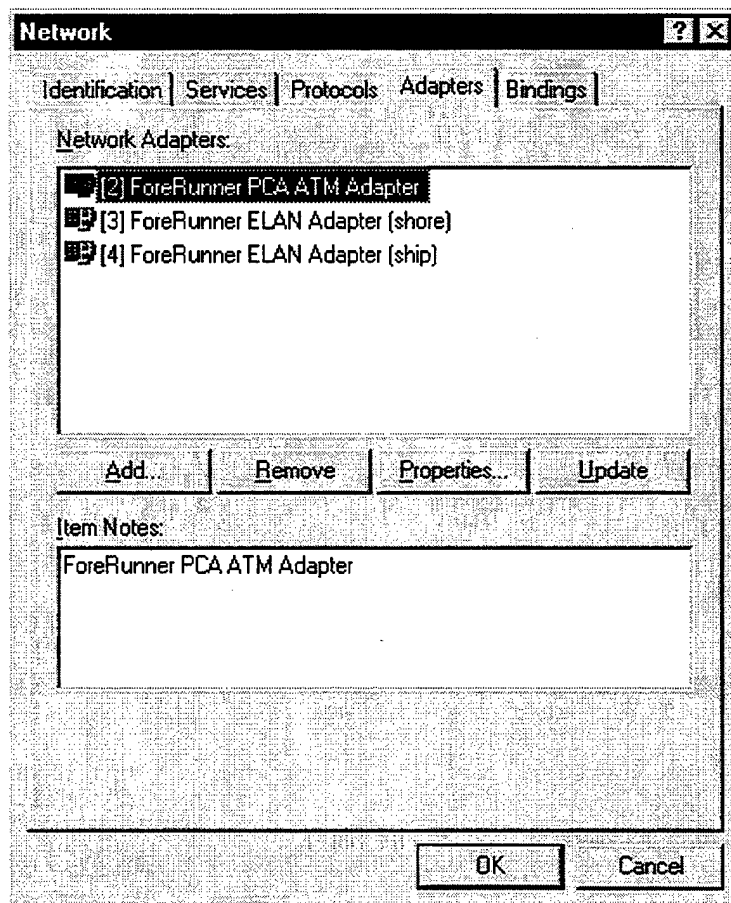 Network
Identification Services Protocols Adapters Bindings
Network Adapters:
[2] ForeRunner PCA ATM Adapter
[3] ForeRunner ELAN Adapter (shore)
[4] ForeRunner ELAN Adapter (ship)
Add... Remove Properties... Update
Item Notes:
ForeRunner PCA ATM Adapter
OK Cancel